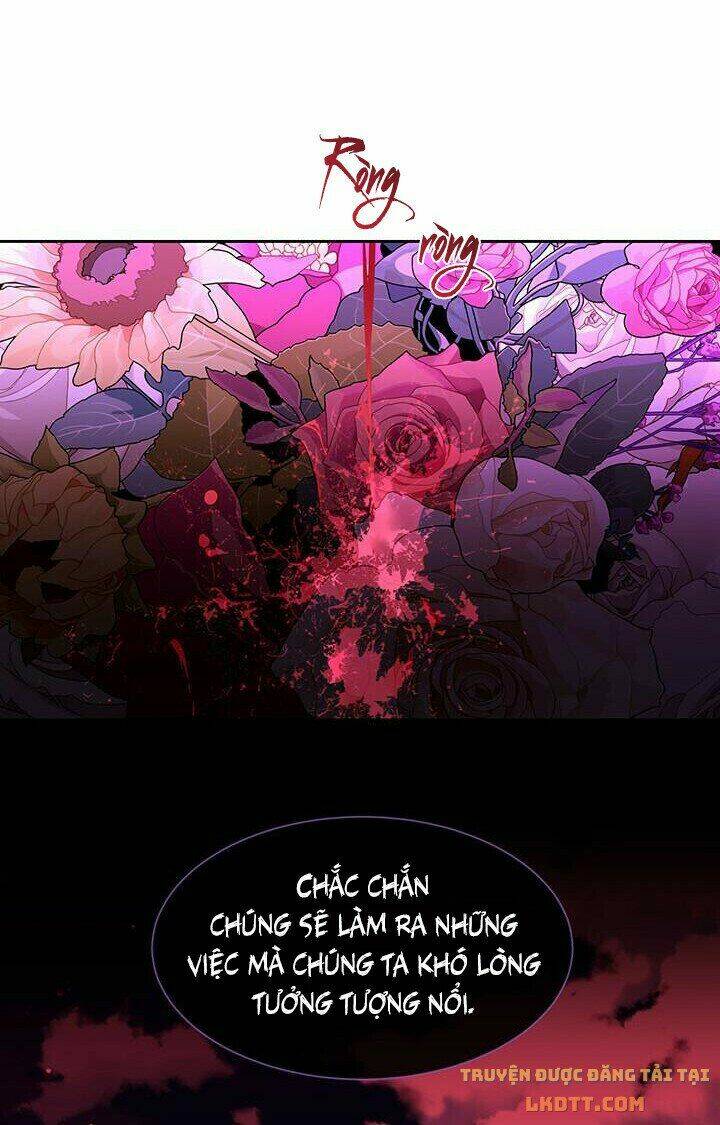 Ròng
ròng
CHẮC CHẮN
CHÚNG SẼ LÀM RA NHỮNG
VIỆC MÀ CHÚNG TA KHÓ LÒNG
TƯỞNG TƯỢNG NỔI.
TRUYỆN ĐƯỢC ĐĂNG TẢI TẠI
LKDTT.COM